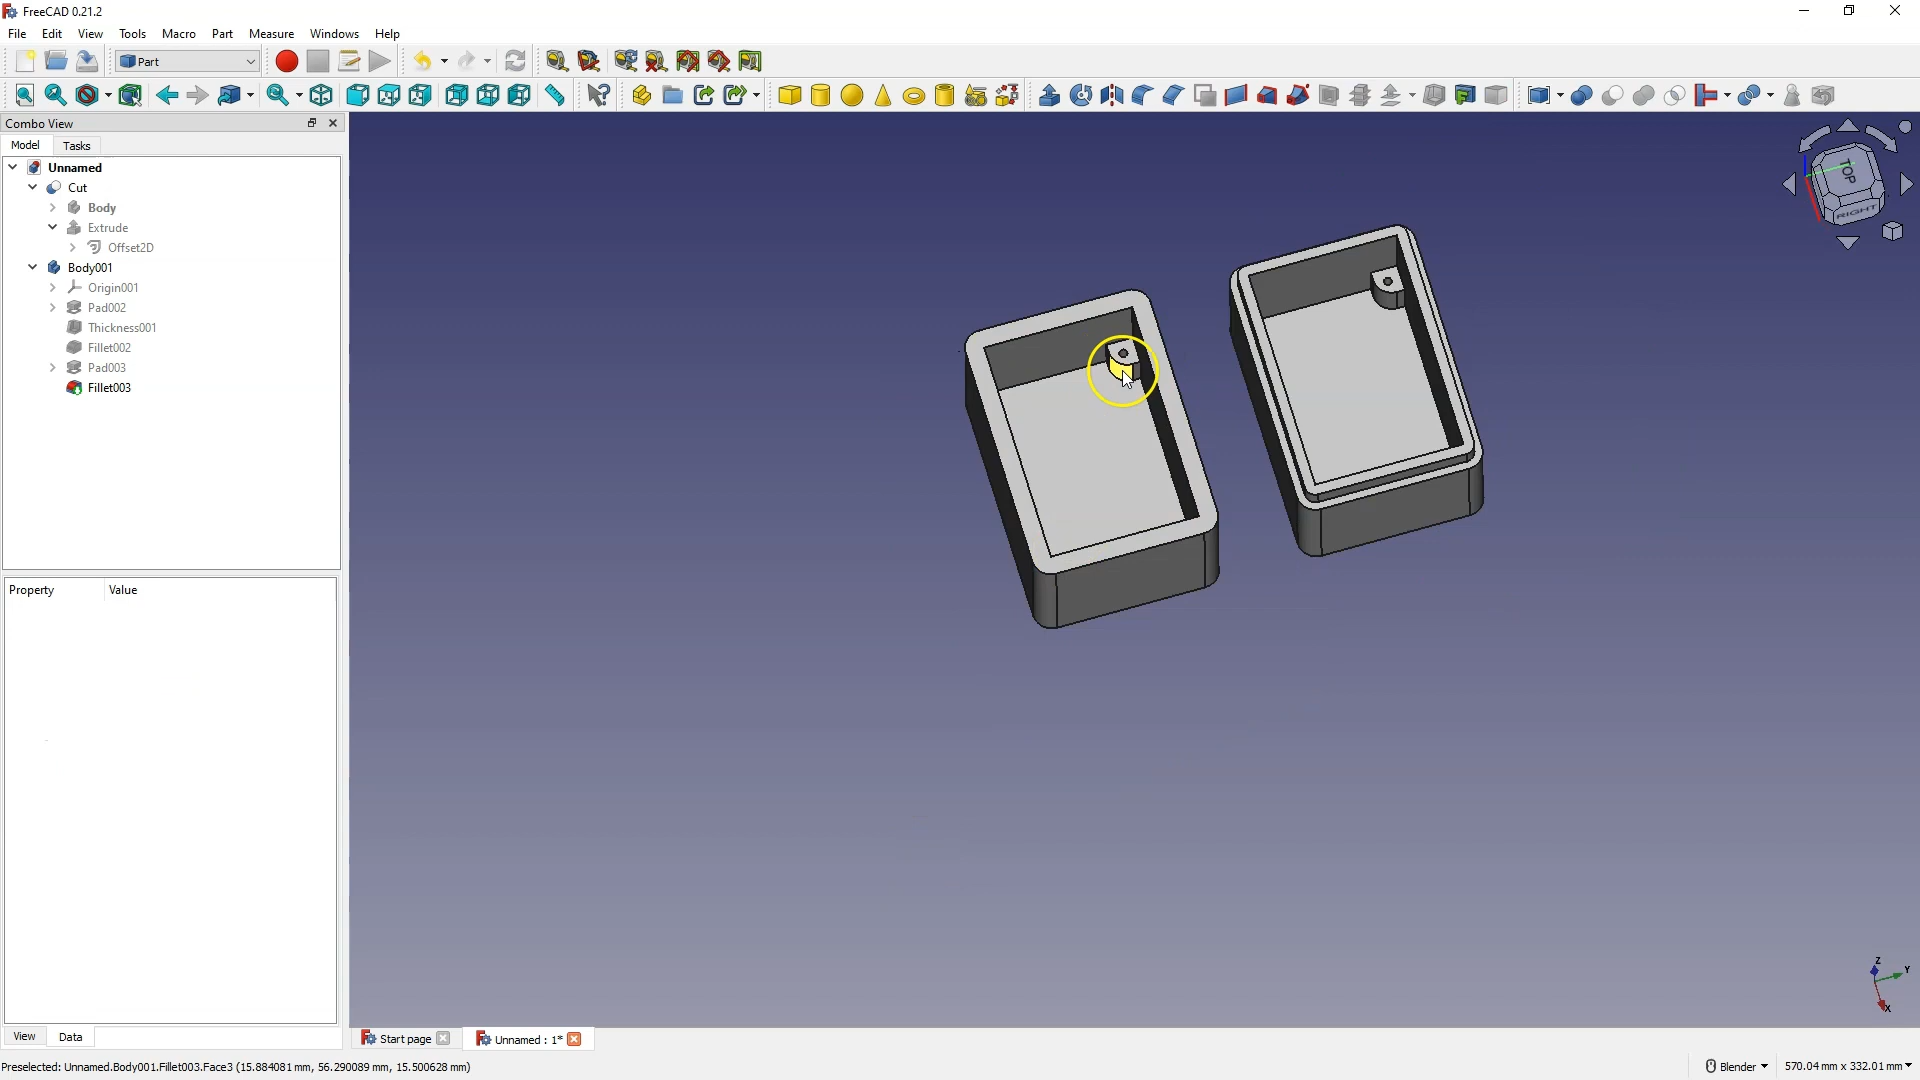 FreeCAD 0.21.2
File Edit View Tools Macro Part Measure Windows Help
Part
Combo View
Model Tasks
Unnamed
Cut
Body
Extrude
Offset2D
Body001
Origin001
Pad002
Thickness001
Fillet002
Pad003
Fillet003
Property Value
TOP
RIGHT
Z
Y
X
View Data
Start page
Unnamed : 1*
Preselected: Unnamed.Body001.Fillet003.Face3 (15.884081 mm, 56.290089 mm, 15.500628 mm)
Blender
570.04 mm x 332.01 mm